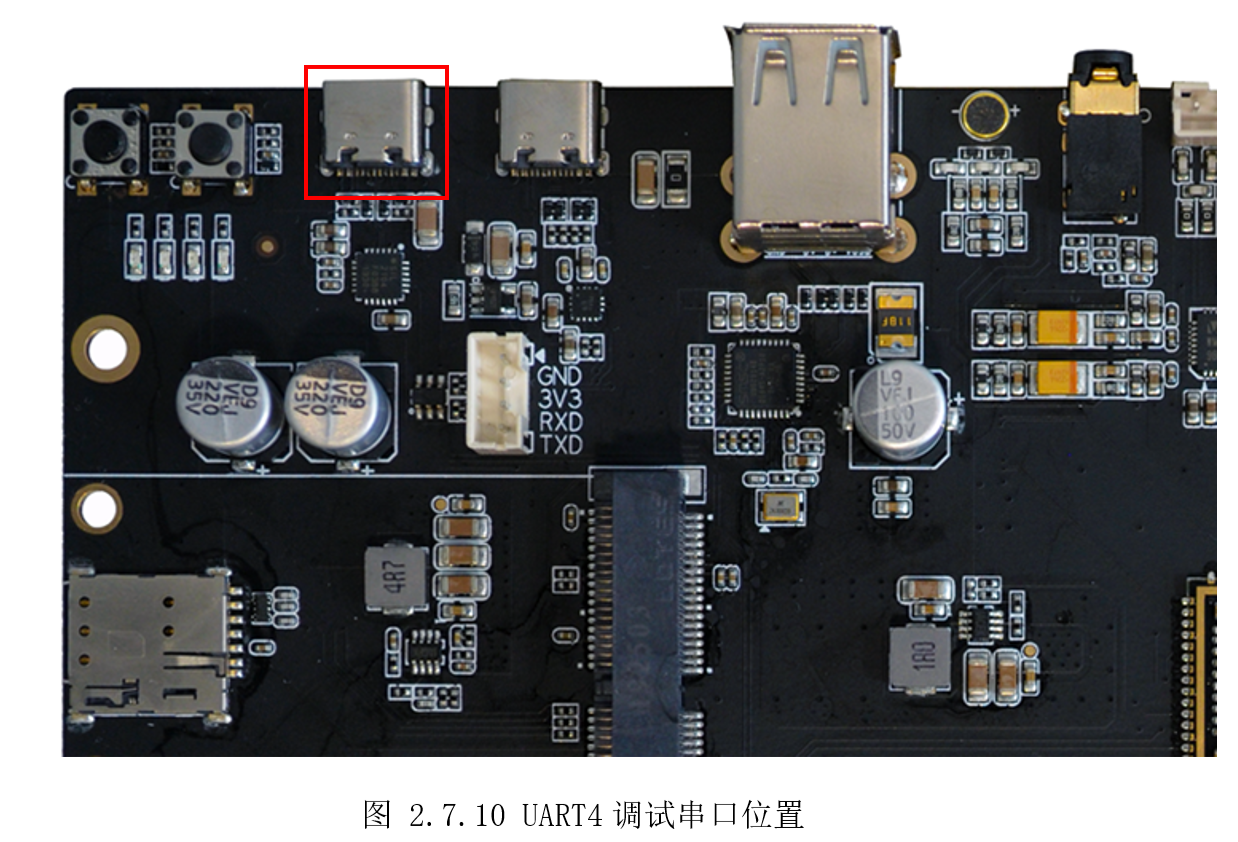 - +
118F
GND
3V3
RXD
TXD
D9
VEJ
220
35V
D9
VEJ
220
35V
L9
VEJ
100
50V
+
+
+
4R7
1R0
图 2.7.10 UART4 调试串口位置